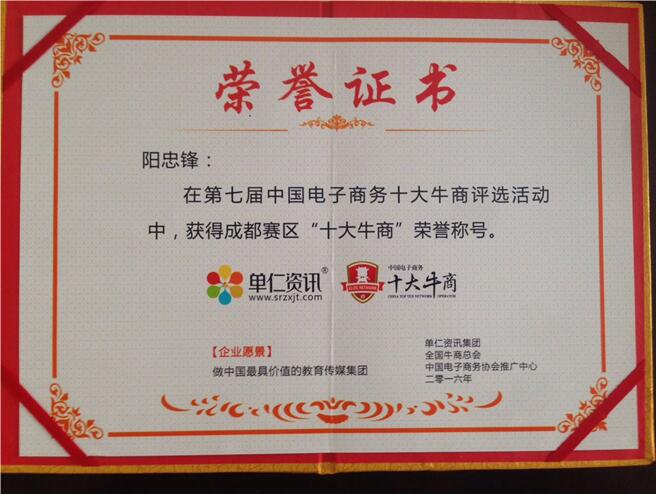 荣誉证书
阳忠锋：
在第七届中国电子商务十大牛商评选活动
中，获得成都赛区“十大牛商”荣誉称号。
单仁资讯®
www.srzxjt.com
中国电子商务
十大牛商
ELITE NETWORK
CHINA TOP TEN NETWORK OPERATOR
【企业愿景】
做中国最具价值的教育传媒集团
单仁资讯集团
全国牛商总会
中国电子商务协会推广中心
二零一六年